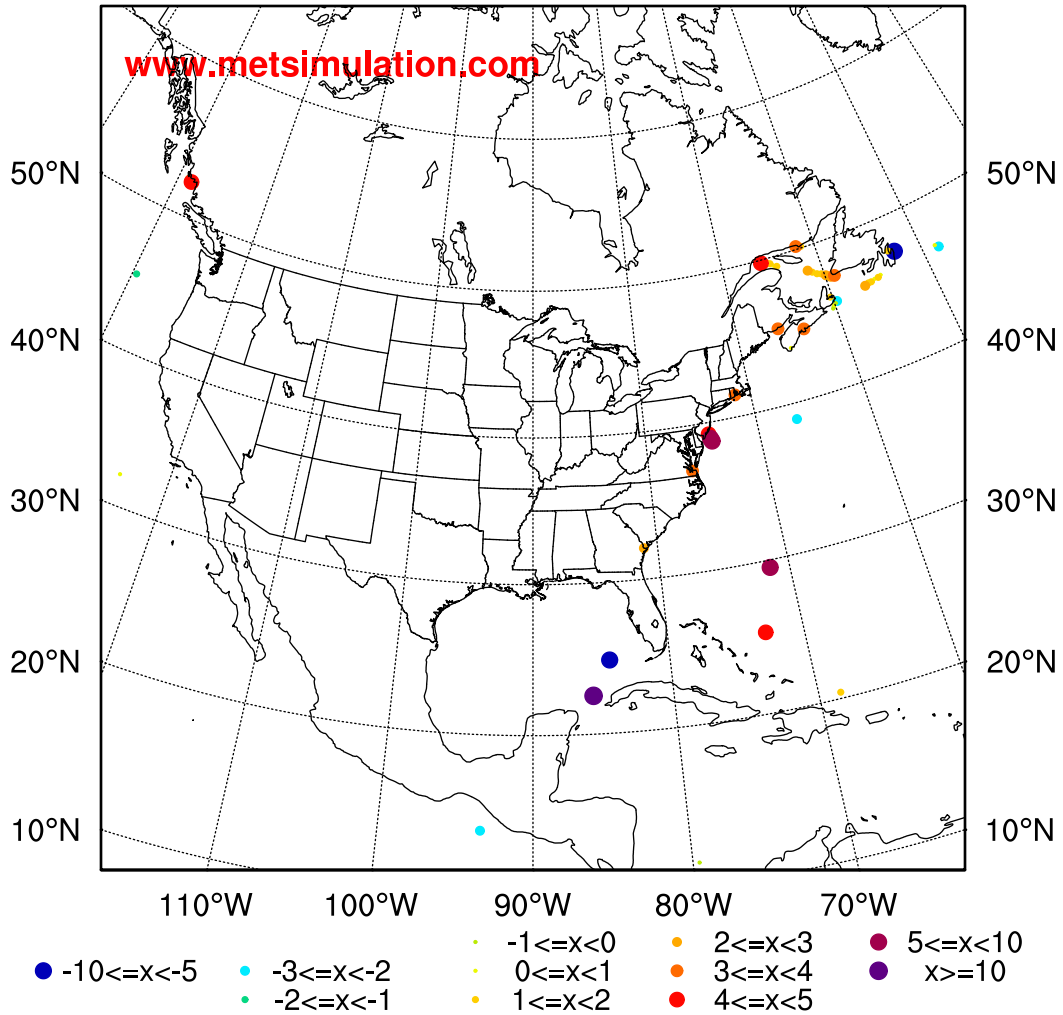 www.metsimulation.com
50°N 50°N
40°N 40°N
30°N 30°N
20°N 20°N
10°N 10°N
110°W 100°W 90°W 80°W 70°W
-1<=x<0 2<=x<3 5<=x<10
-10<=x<-5 -3<=x<-2 0<=x<1 3<=x<4 x>=10
-2<=x<-1 1<=x<2 4<=x<5